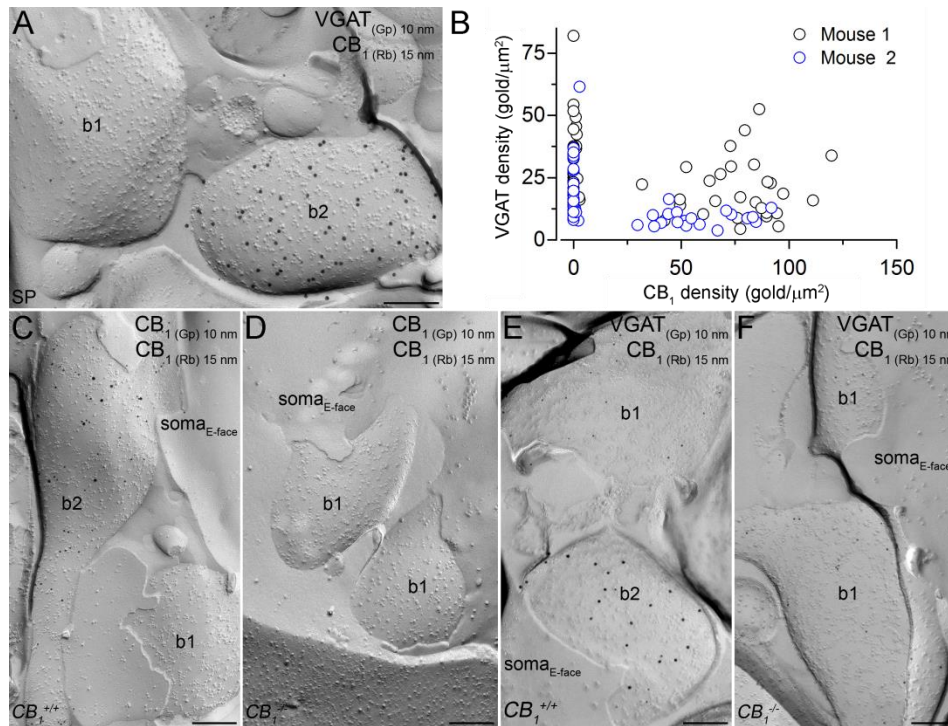 A
VGAT (Gp) 10 nm
CB1 (Rb) 15 nm
b1
b2
SP
B
VGAT density (gold/μm²)
75
50
25
0
Mouse 1
Mouse 2
0 50 100 150
CB1 density (gold/μm²)
C
CB1 (Gp) 10 nm
CB1 (Rb) 15 nm
soma E-face
b2
b1
CB1 +/+
D
CB1 (Gp) 10 nm
CB1 (Rb) 15 nm
soma E-face
b1
b1
CB1 -/-
E
VGAT (Gp) 10 nm
CB1 (Rb) 15 nm
b1
b2
soma E-face
CB1 +/+
F
VGAT (Gp) 10 nm
CB1 (Rb) 15 nm
b1
soma E-face
b1
CB1 -/-